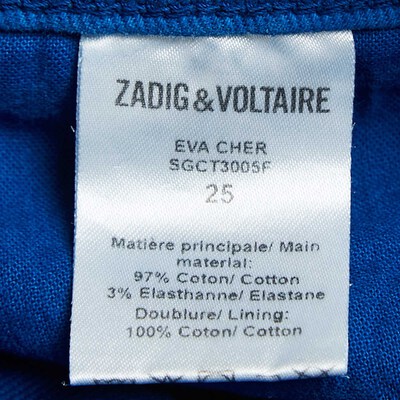 ZADIG & VOLTAIRE
EVA CHER
SGCT3005F
25
Matière principale/ Main
material:
97% Coton/ Cotton
3% Elasthanne/ Elastane
Doublure/ Lining:
100% Coton/ Cotton